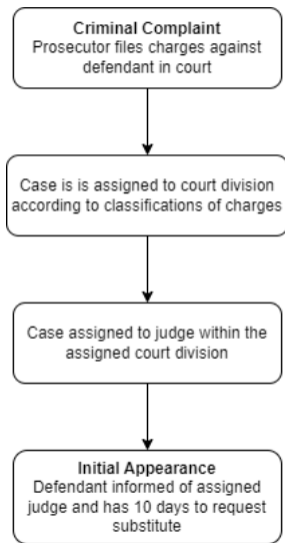 Criminal Complaint
Prosecutor files charges against
defendant in court
Case is is assigned to court division
according to classifications of charges
Case assigned to judge within the
assigned court division
Initial Appearance
Defendant informed of assigned
judge and has 10 days to request
substitute